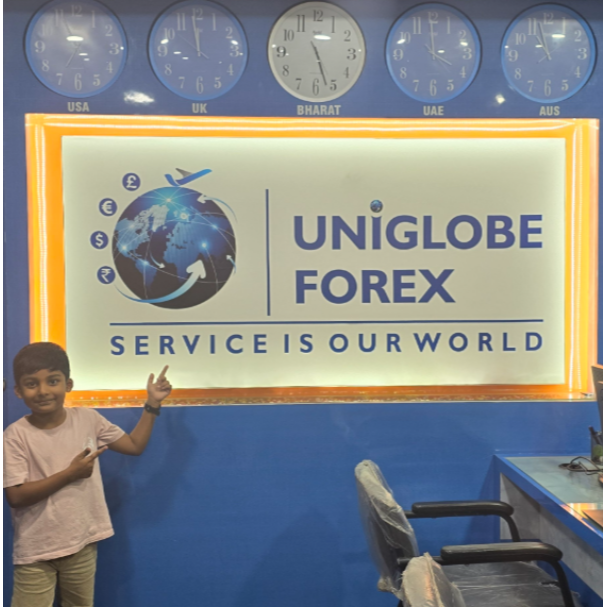 USA
UK
BHARAT
UAE
AUS
£
€
$
₹
UNIGLOBE
FOREX
SERVICE IS OUR WORLD